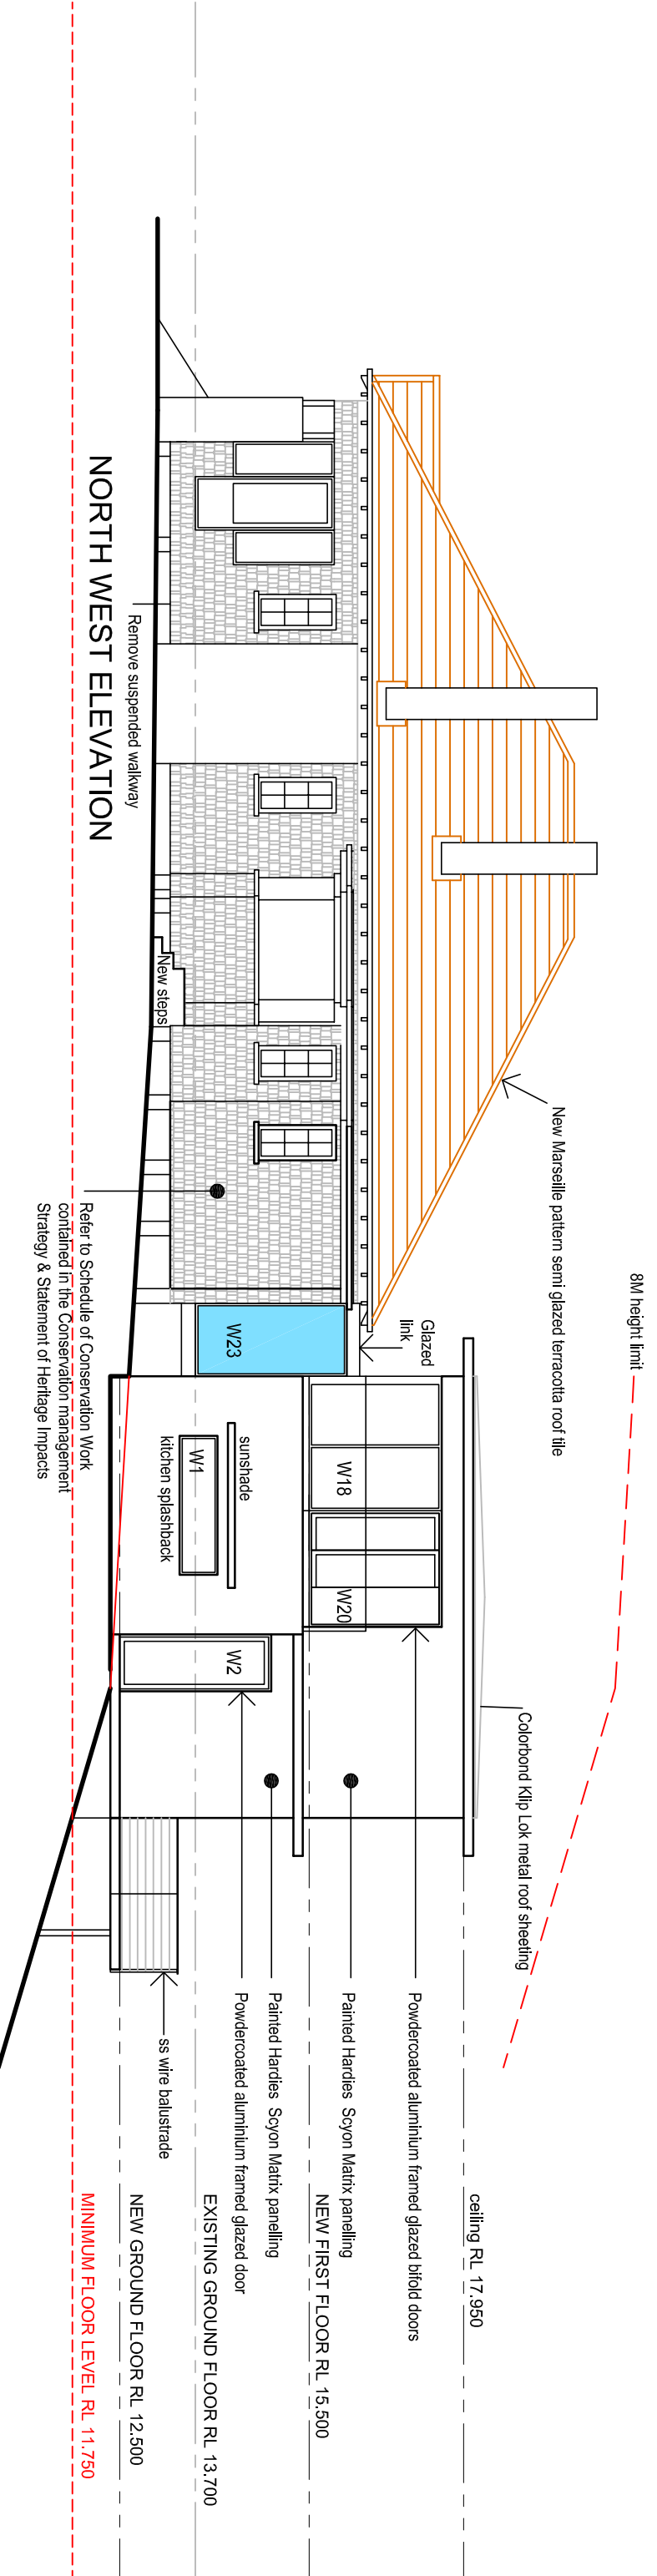 8M height limit
New Marseille pattern semi glazed terracotta roof tile
Colorbond Klip Lok metal roof sheeting
ceiling RL 17.950
Glazed
link
Powdercoated aluminium framed glazed bifold doors
W18
W20
Painted Hardies Scyon Matrix panelling
NEW FIRST FLOOR RL 15.500
Painted Hardies Scyon Matrix panelling
sunshade
W23
W2
Powdercoated aluminium framed glazed door
EXISTING GROUND FLOOR RL 13.700
W1
kitchen splashback
New steps
ss wire balustrade
Remove suspended walkway
NEW GROUND FLOOR RL 12.500
NORTH WEST ELEVATION
Refer to Schedule of Conservation Work
contained in the Conservation management
Strategy & Statement of Heritage Impacts
MINIMUM FLOOR LEVEL RL 11.750